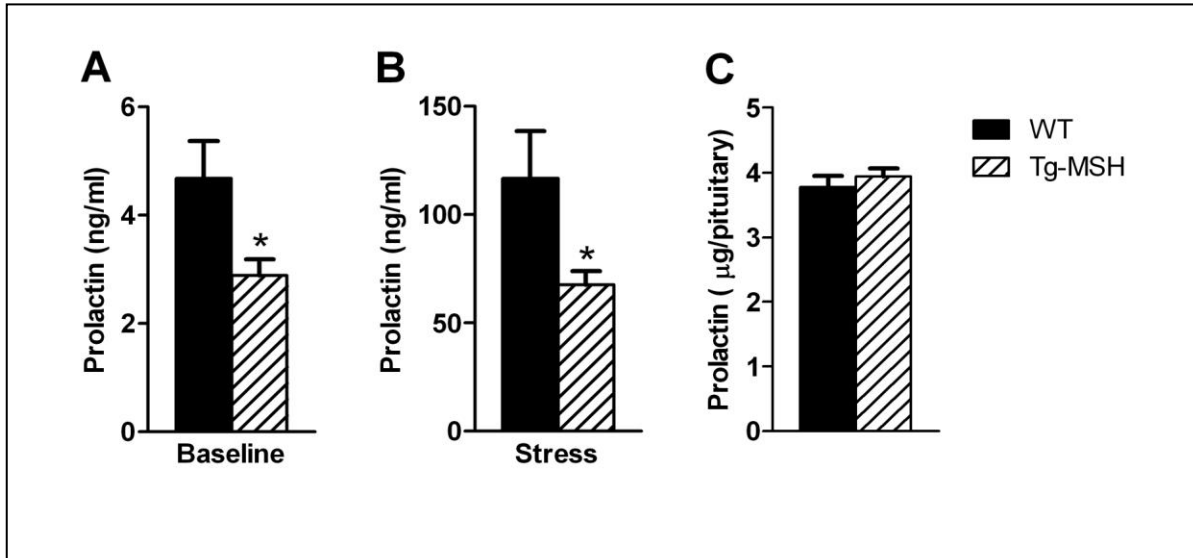 A
Prolactin (ng/ml)
6
4
2
0
*
Baseline
B
Prolactin (ng/ml)
150
100
50
0
*
Stress
C
Prolactin ( μg/pituitary)
5
4
3
2
1
0
WT
Tg-MSH